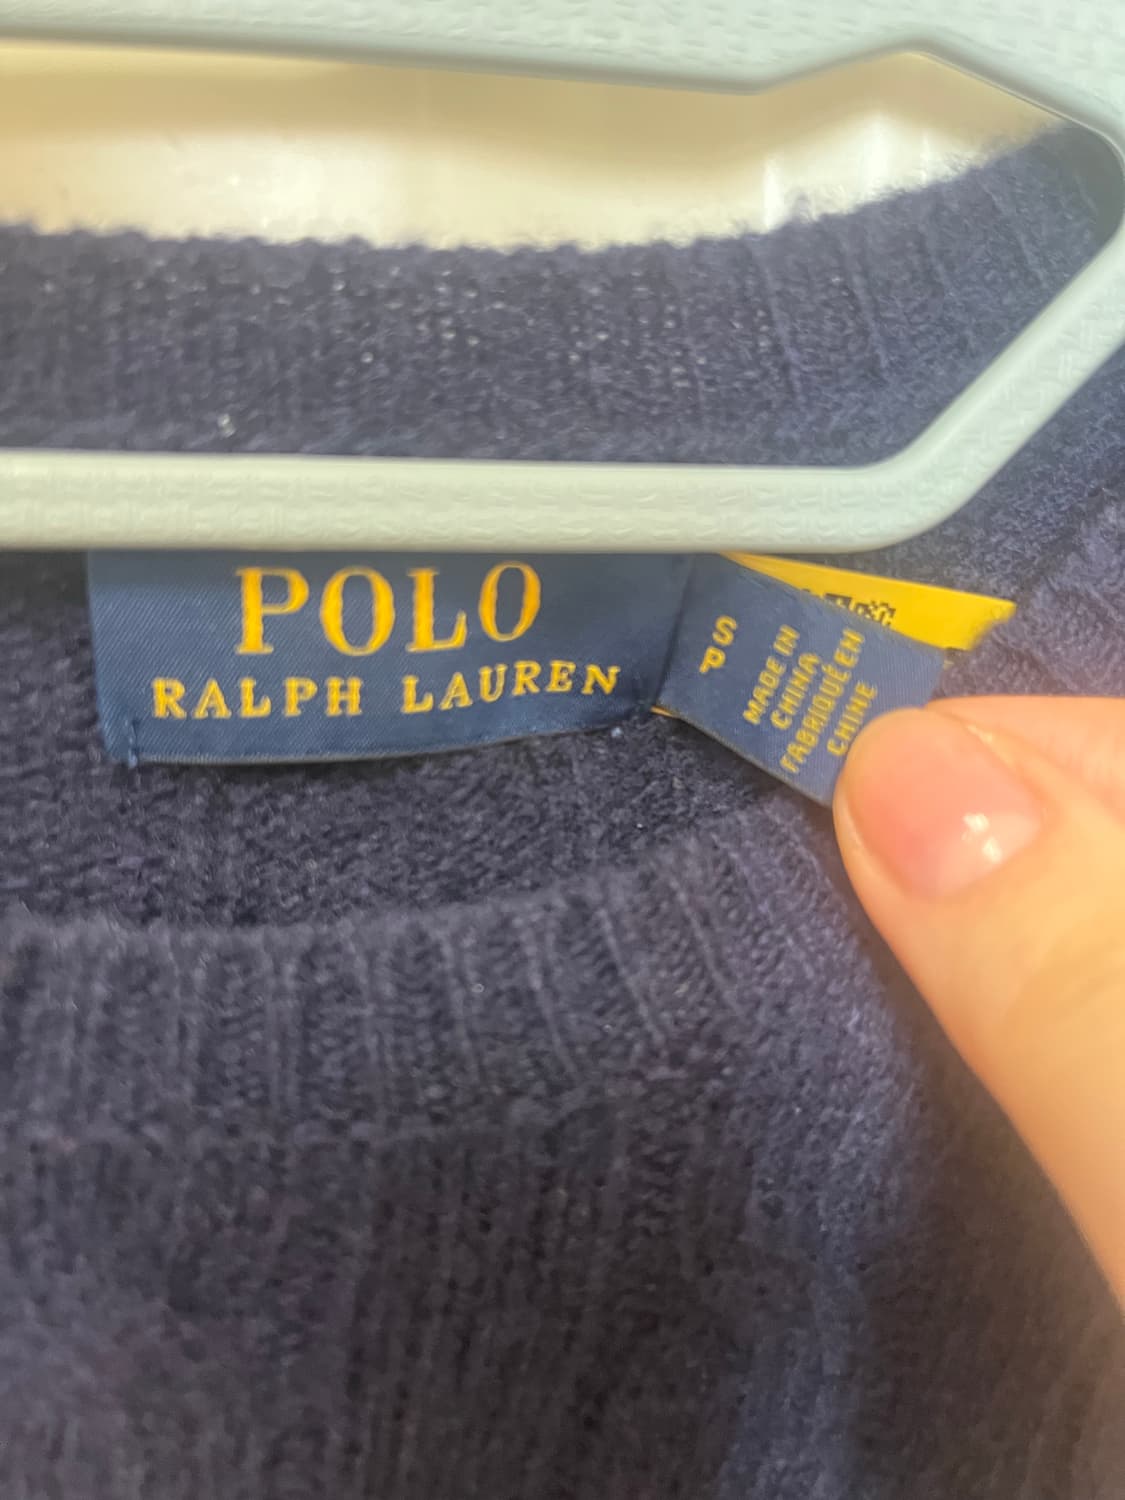 POLO
RALPH LAUREN
S P
MADE IN
CHINA
FABRIQUÉ EN
CHINE